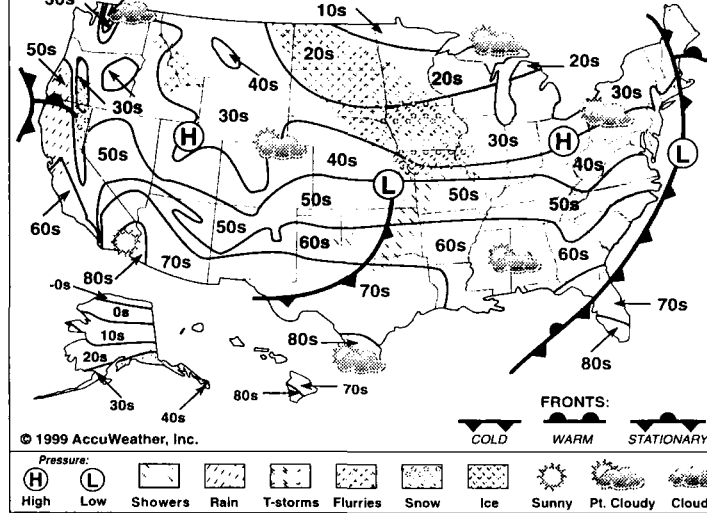 10s
50s
20s
20s
20s
40s
30s
30s
30s
H
H
30s
40s
40s
50s
L
L
50s
50s
50s
60s
50s
60s
60s
60s
80s
70s
70s
70s
-0s
0s
10s
20s
80s
80s
30s
40s
80s
70s
FRONTS:
© 1999 AccuWeather, Inc.
COLD WARM STATIONARY
Pressure:
H L
High Low Showers Rain T-storms Flurries Snow Ice Sunny Pt. Cloudy